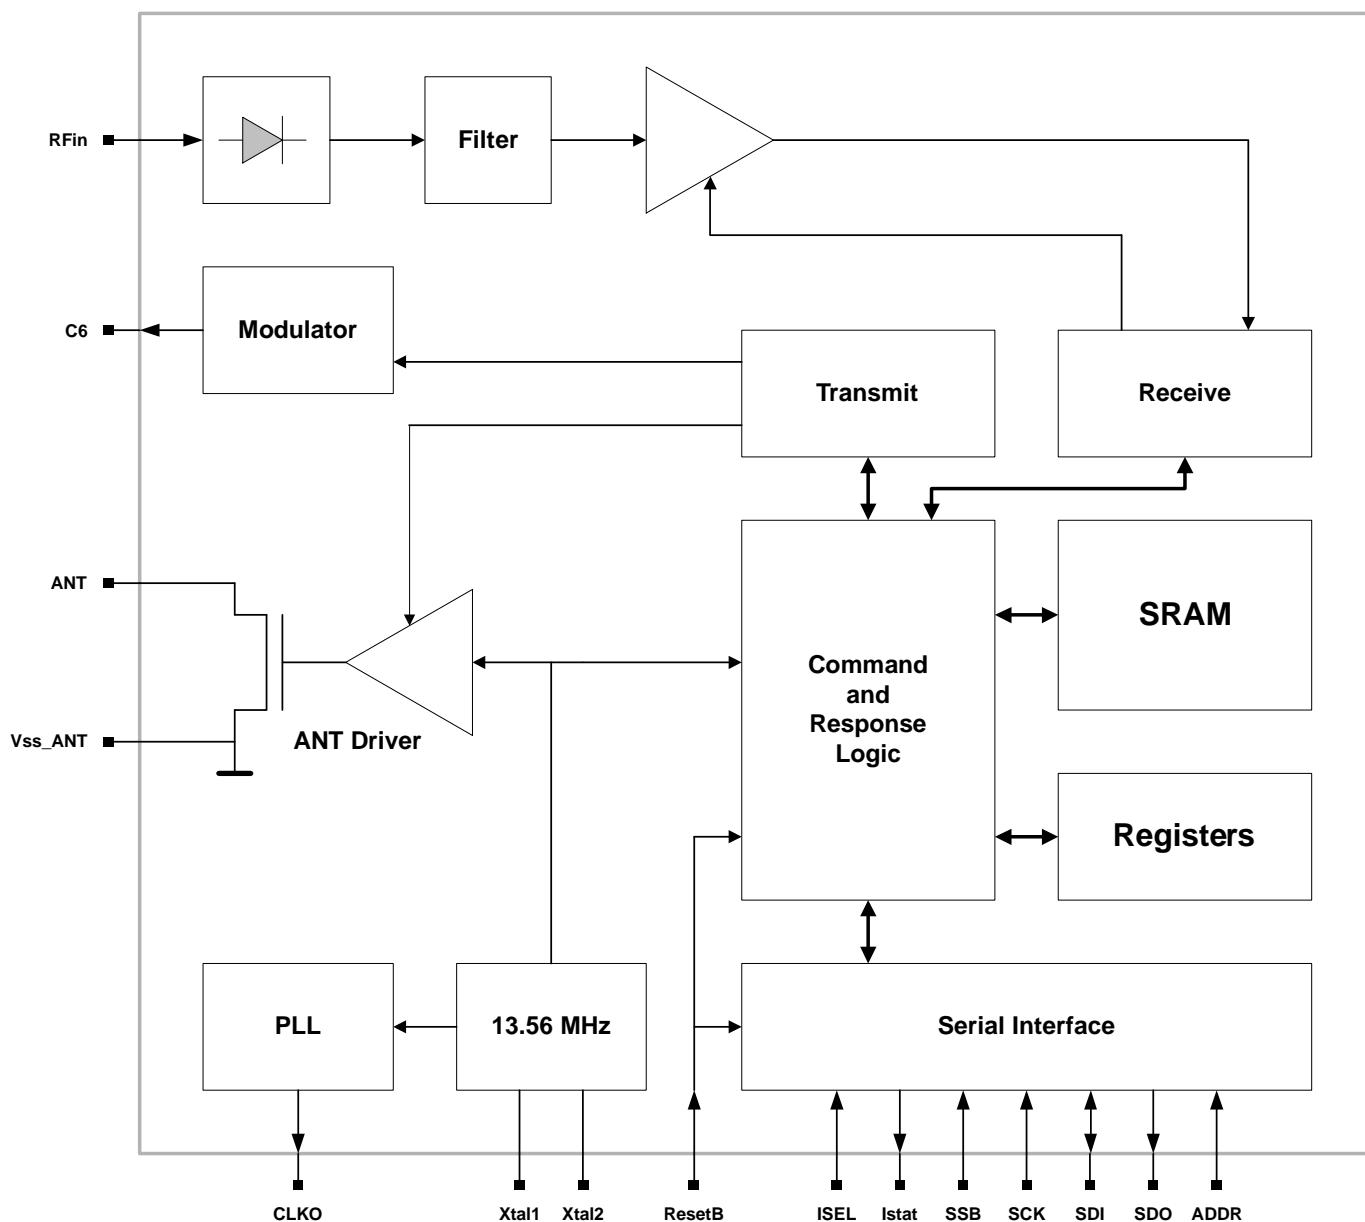 RFin
Filter
C6
Modulator
Transmit
Receive
ANT
SRAM
Command
and
Response
Logic
Vss_ANT
ANT Driver
Registers
PLL
13.56 MHz
Serial Interface
CLKO
Xtal1
Xtal2
ResetB
ISEL
Istat
SSB
SCK
SDI
SDO
ADDR